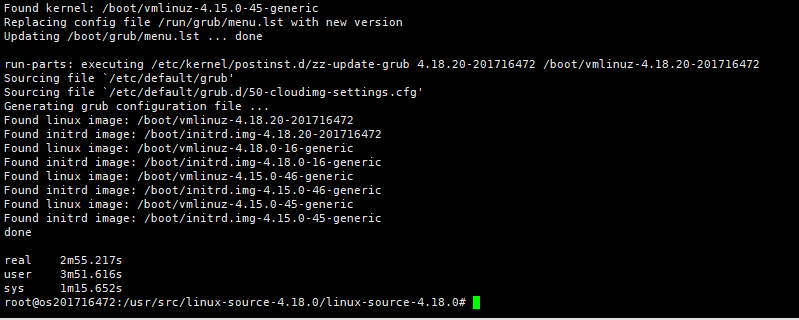 Found kernel: /boot/vmlinuz-4.15.0-45-generic
Replacing config file /run/grub/menu.lst with new version
Updating /boot/grub/menu.lst ... done

run-parts: executing /etc/kernel/postinst.d/zz-update-grub 4.18.20-201716472 /boot/vmlinuz-4.18.20-201716472
Sourcing file `/etc/default/grub'
Sourcing file `/etc/default/grub.d/50-cloudimg-settings.cfg'
Generating grub configuration file ...
Found linux image: /boot/vmlinuz-4.18.20-201716472
Found initrd image: /boot/initrd.img-4.18.20-201716472
Found linux image: /boot/vmlinuz-4.18.0-16-generic
Found initrd image: /boot/initrd.img-4.18.0-16-generic
Found linux image: /boot/vmlinuz-4.15.0-46-generic
Found initrd image: /boot/initrd.img-4.15.0-46-generic
Found linux image: /boot/vmlinuz-4.15.0-45-generic
Found initrd image: /boot/initrd.img-4.15.0-45-generic
done

real    2m55.217s
user    3m51.616s
sys     1m15.652s
root@os201716472:/usr/src/linux-source-4.18.0/linux-source-4.18.0#